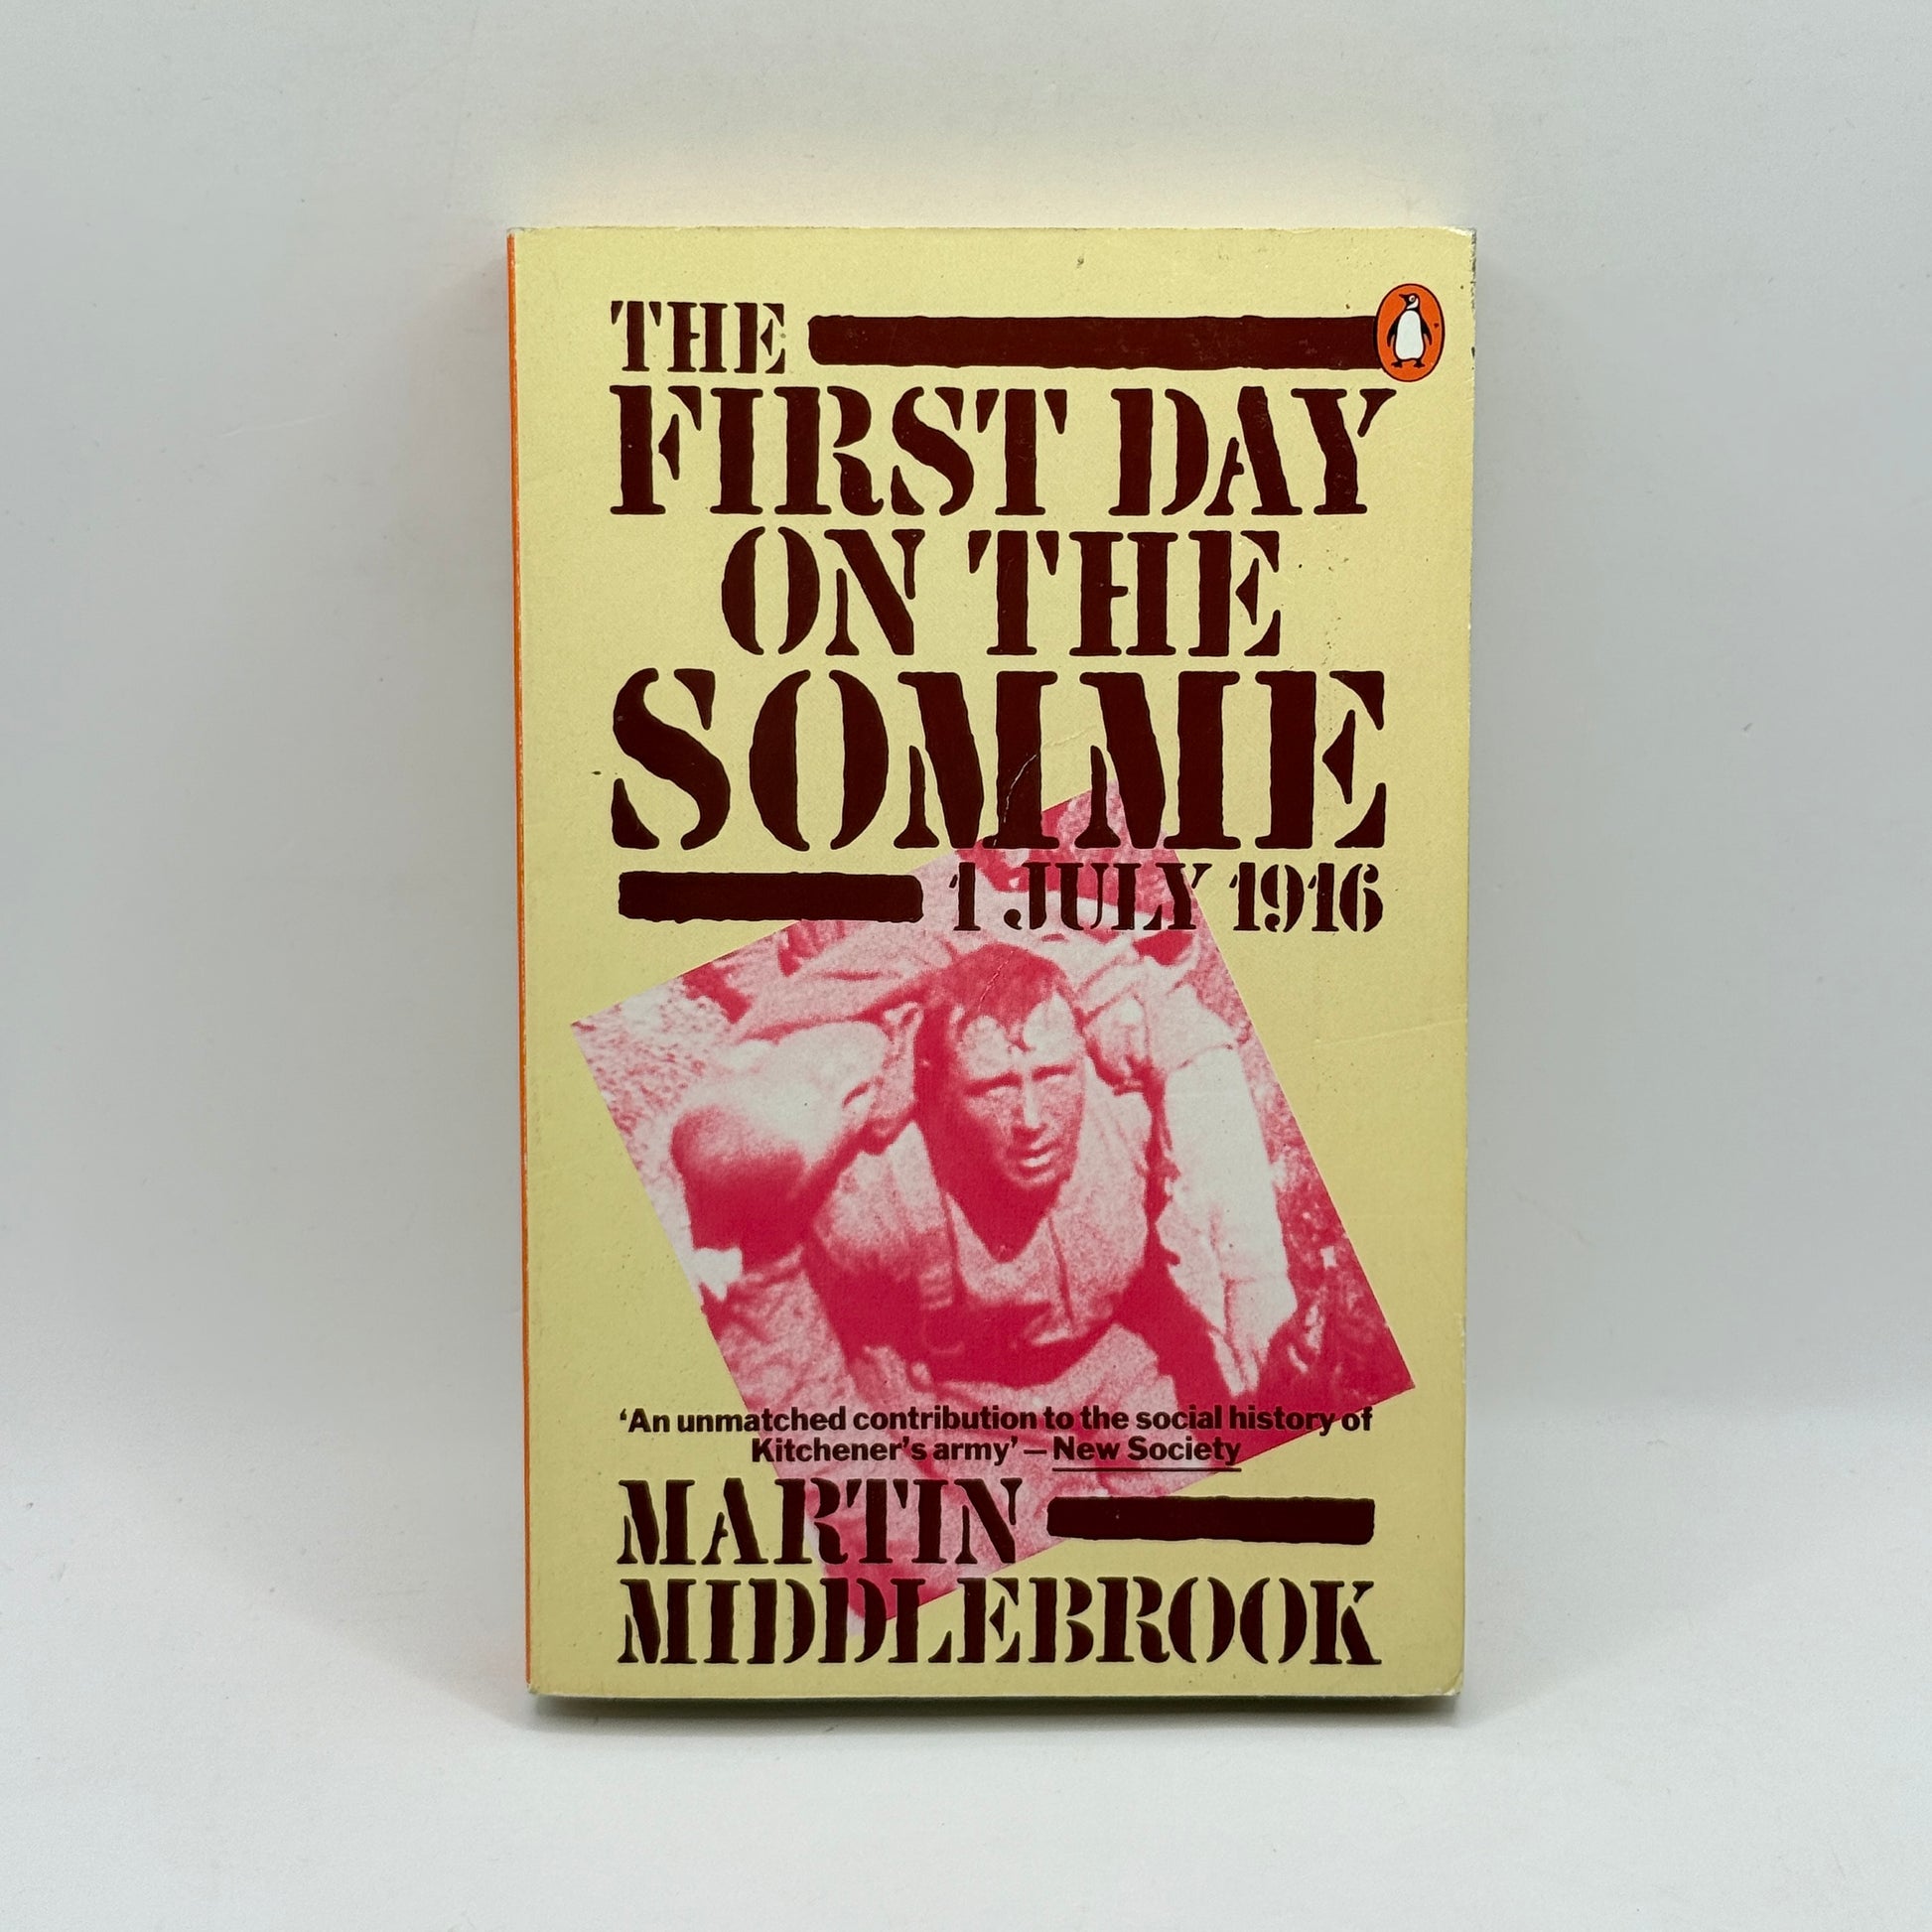 THE
FIRST DAY
ON THE
SOMME
1 JULY 1916
‘An unmatched contribution to the social history of
Kitchener’s army’ — New Society
MARTIN
MIDDLEBROOK